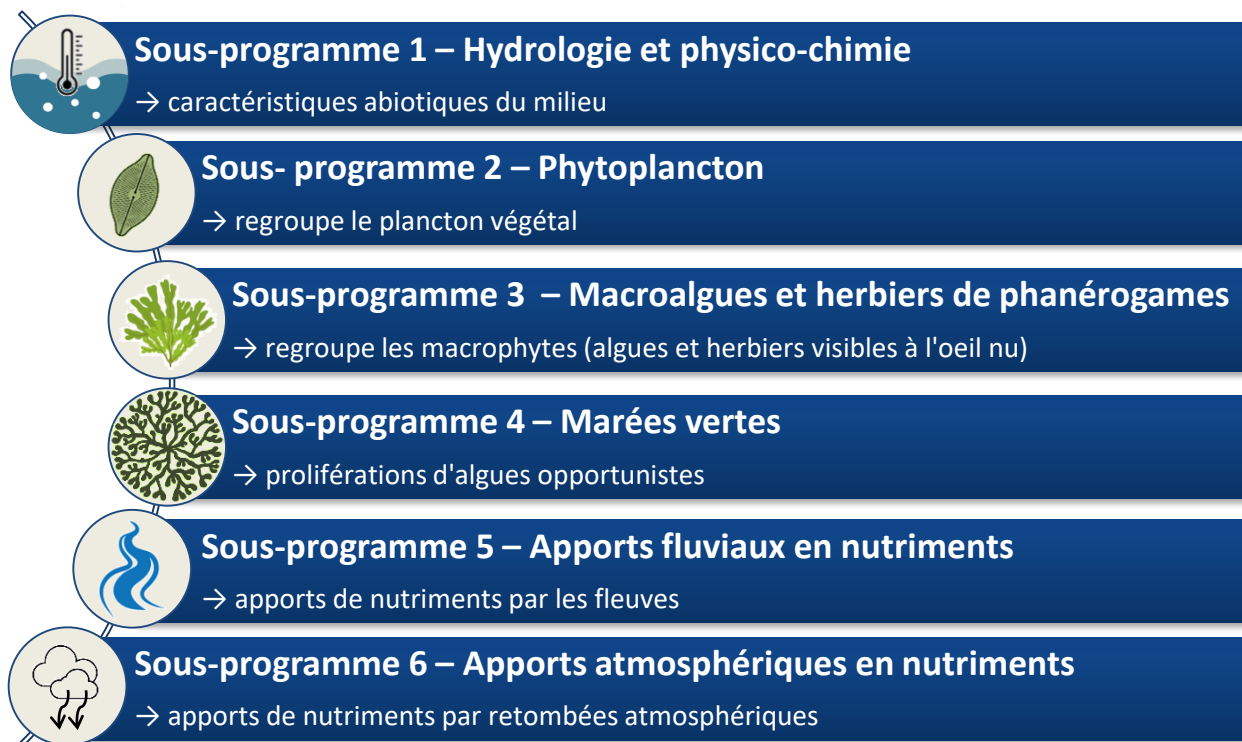 Sous-programme 1 – Hydrologie et physico-chimie
→ caractéristiques abiotiques du milieu
Sous- programme 2 – Phytoplancton
→ regroupe le plancton végétal
Sous-programme 3 – Macroalgues et herbiers de phanérogames
→ regroupe les macrophytes (algues et herbiers visibles à l'oeil nu)
Sous-programme 4 – Marées vertes
→ proliférations d'algues opportunistes
Sous-programme 5 – Apports fluviaux en nutriments
→ apports de nutriments par les fleuves
Sous-programme 6 – Apports atmosphériques en nutriments
→ apports de nutriments par retombées atmosphériques